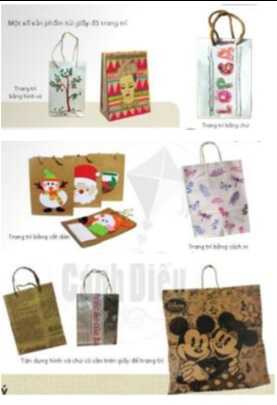 Một số sản phẩm túi giấy đã trang trí
Trang trí
bằng hình vẽ
Trang trí bằng chữ
Trang trí bằng cắt dán
Trang trí bằng cách in
Cánh Diều
Tận dụng hình và chữ có sẵn trên giấy để trang trí